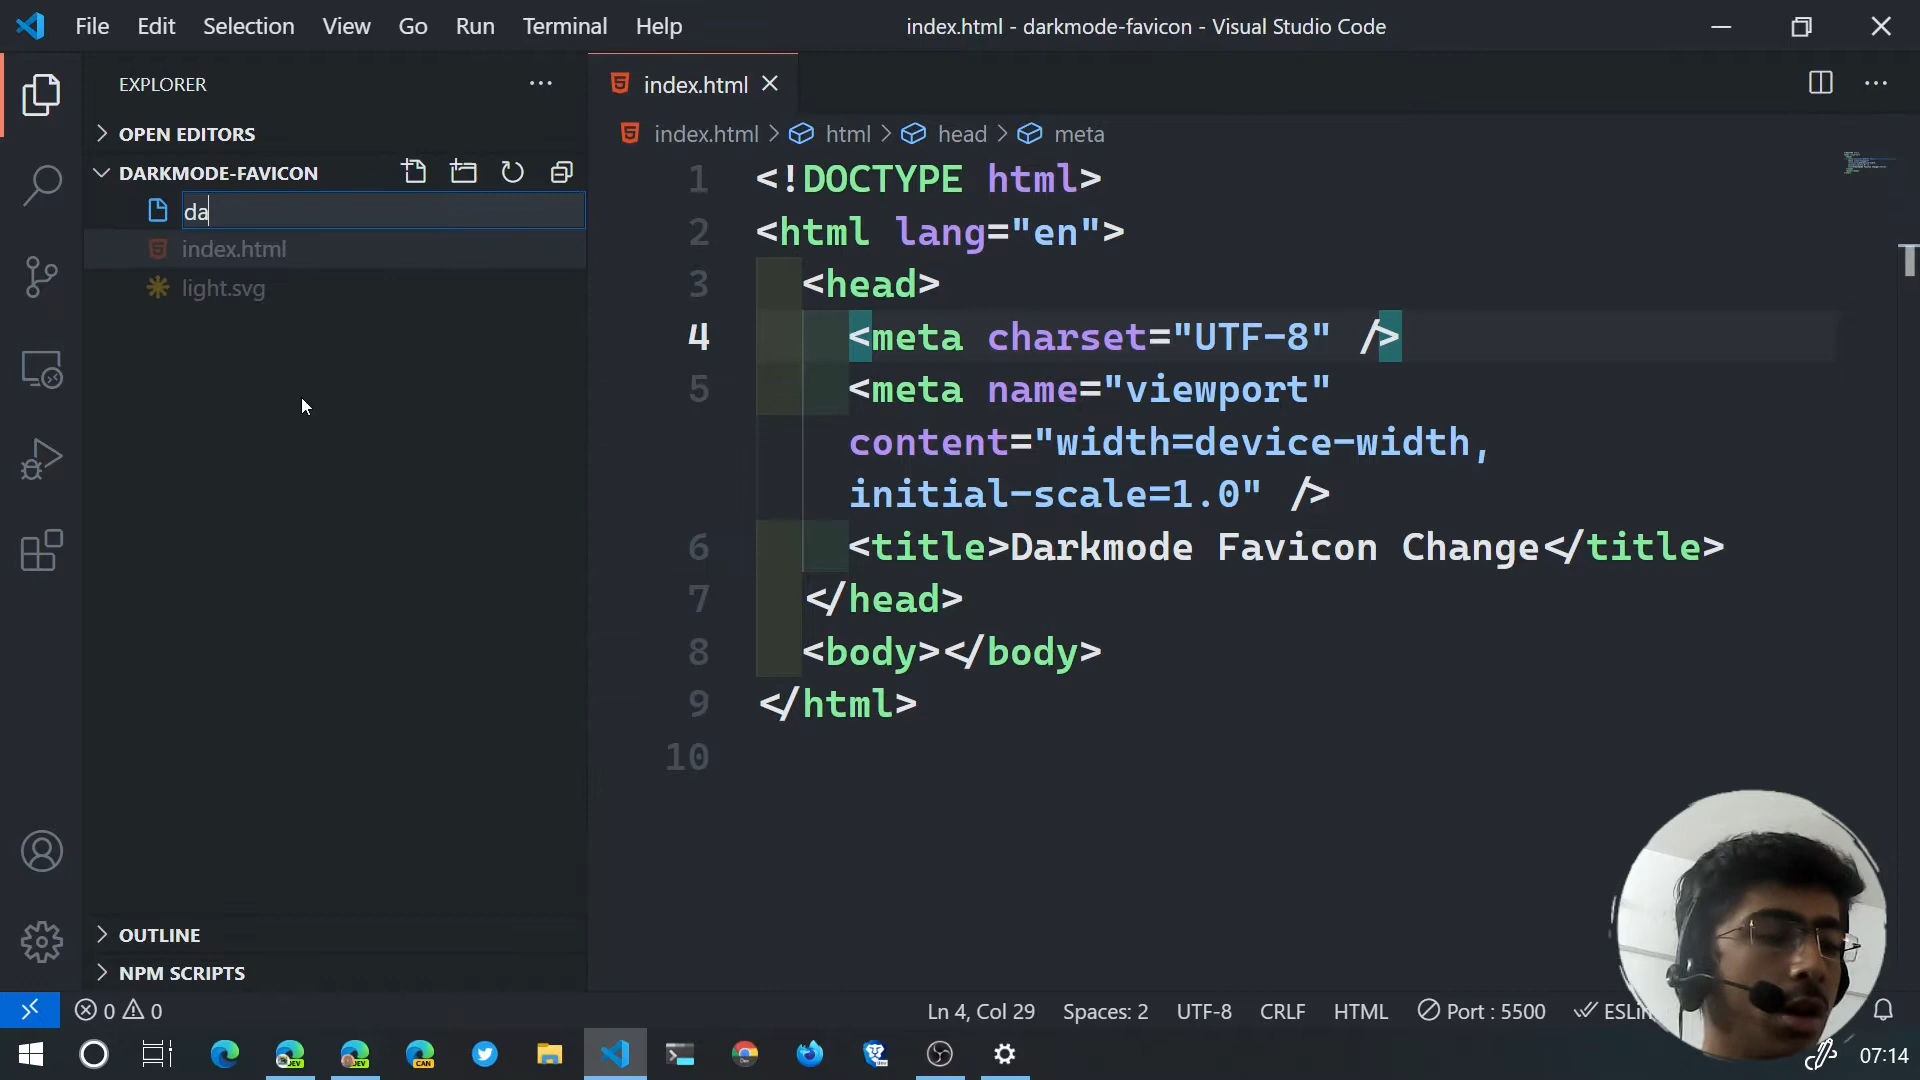 File Edit Selection View Go Run Terminal Help
index.html - darkmode-favicon - Visual Studio Code
EXPLORER
OPEN EDITORS
DARKMODE-FAVICON
da
index.html
light.svg
OUTLINE
NPM SCRIPTS
index.html
index.html > html > head > meta
1 <!DOCTYPE html>
2 <html lang="en">
3 <head>
4 <meta charset="UTF-8" />
5 <meta name="viewport"
content="width=device-width,
initial-scale=1.0" />
6 <title>Darkmode Favicon Change</title>
7 </head>
8 <body></body>
9 </html>
10
0 0 Ln 4, Col 29 Spaces: 2 UTF-8 CRLF HTML Port : 5500 ESLin
DEV DEV CAN 07:14